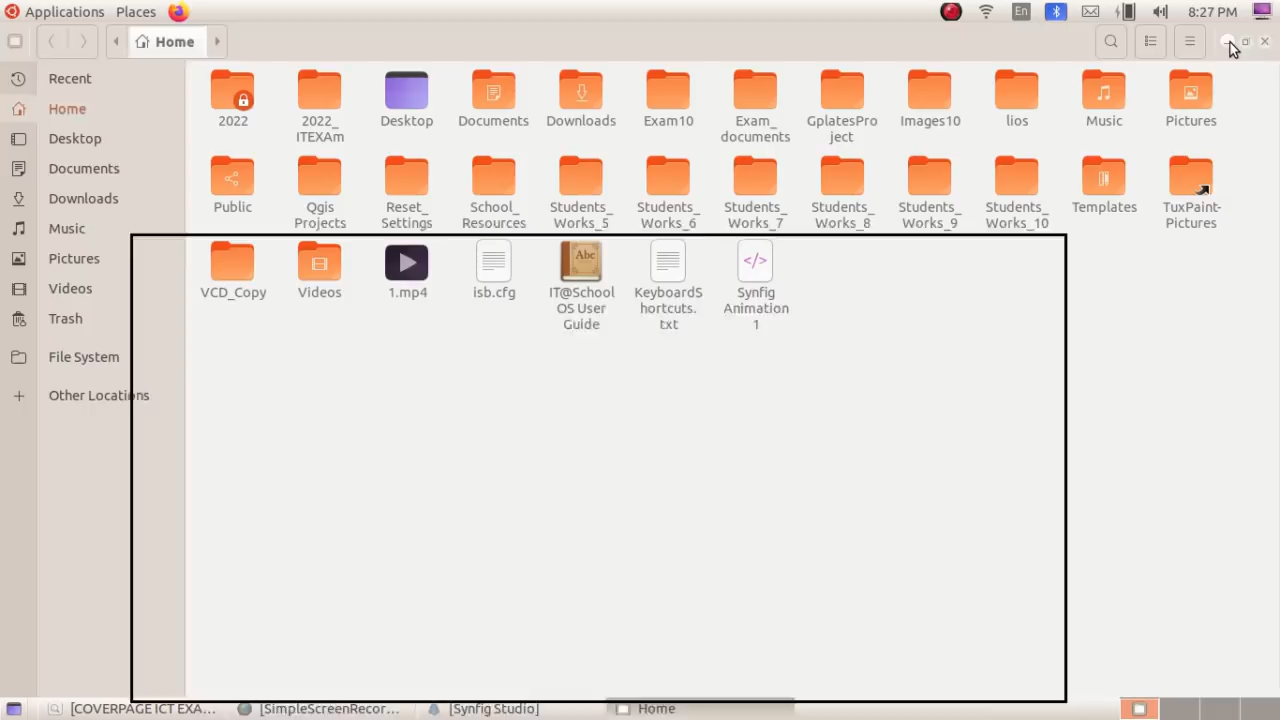 Applications Places En 8:27 PM
Home
Recent
Home
Desktop
Documents
Downloads
Music
Pictures
Videos
Trash
File System
Other Locations
2022
2022_
ITEXAm
Desktop
Documents
Downloads
Exam10
Exam_
documents
GplatesPro
ject
Images10
lios
Music
Pictures
Public
Qgis
Projects
Reset_
Settings
School_
Resources
Students_
Works_5
Students_
Works_6
Students_
Works_7
Students_
Works_8
Students_
Works_9
Students_
Works_10
Templates
TuxPaint-
Pictures
VCD_Copy
Videos
1.mp4
isb.cfg
Abc
IT@School
OS User
Guide
KeyboardS
hortcuts.
txt
Synfig
Animation
1
[COVERPAGE ICT EXA... [SimpleScreenRecor... [Synfig Studio] Home